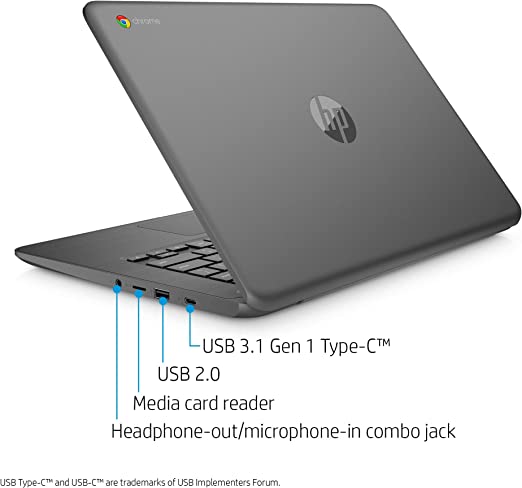 chrome
hp
USB 3.1 Gen 1 Type-C™
USB 2.0
Media card reader
Headphone-out/microphone-in combo jack
USB Type-C™ and USB-C™ are trademarks of USB Implementers Forum.